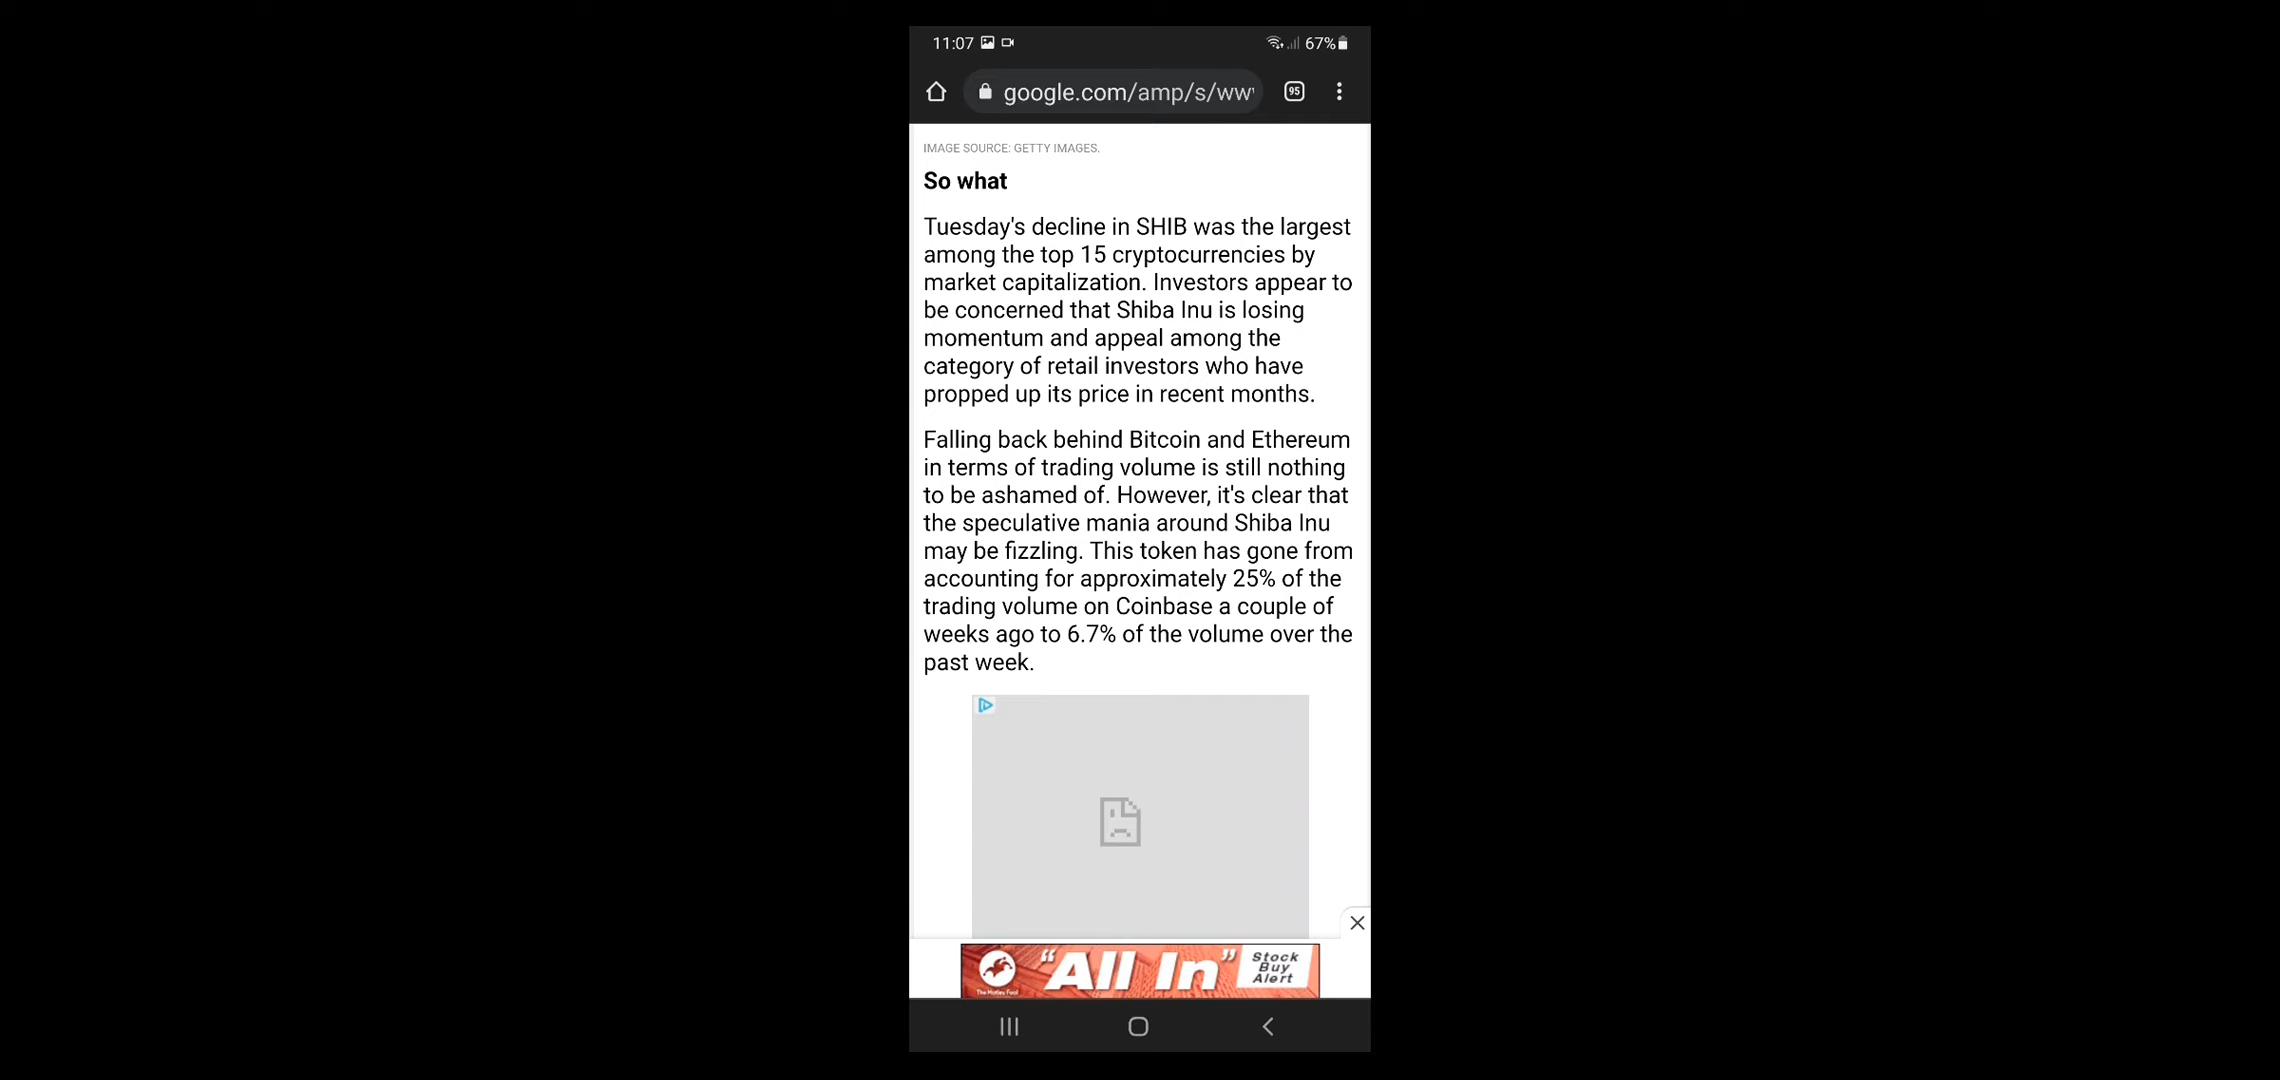 11:07
67%
google.com/amp/s/ww
95
IMAGE SOURCE: GETTY IMAGES.
So what
Tuesday's decline in SHIB was the largest
among the top 15 cryptocurrencies by
market capitalization. Investors appear to
be concerned that Shiba Inu is losing
momentum and appeal among the
category of retail investors who have
propped up its price in recent months.
Falling back behind Bitcoin and Ethereum
in terms of trading volume is still nothing
to be ashamed of. However, it's clear that
the speculative mania around Shiba Inu
may be fizzling. This token has gone from
accounting for approximately 25% of the
trading volume on Coinbase a couple of
weeks ago to 6.7% of the volume over the
past week.
The Motley Fool
“All In”
Stock
Buy
Alert